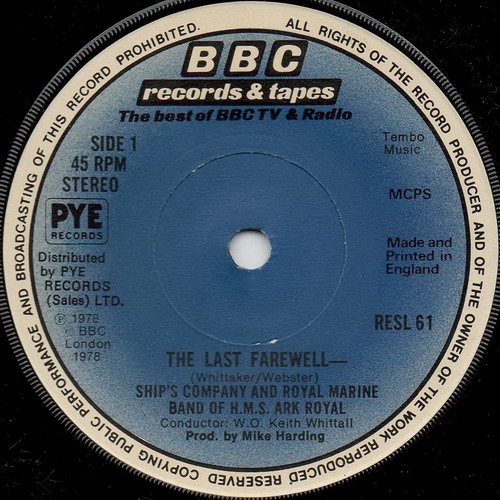 ALL RIGHTS OF THE RECORD PRODUCER AND OF THE OWNER OF THE WORK REPRODUCED RESERVED COPYING PUBLIC PERFORMANCE AND BROADCASTING OF THIS RECORD PROHIBITED.
BBC
records & tapes
The best of BBC TV & Radio
SIDE 1
45 RPM
STEREO
PYE
RECORDS
Distributed
by PYE
RECORDS
(Sales) LTD.
℗ 1978
© BBC
London
1978
Tembo
Music
MCPS
Made and
Printed in
England
RESL 61
THE LAST FAREWELL—
(Whittaker/Webster)
SHIP'S COMPANY AND ROYAL MARINE
BAND OF H.M.S. ARK ROYAL
Conductor: W.O. Keith Whittall
Prod. by Mike Harding